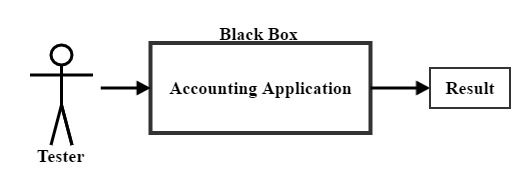 Black Box
Accounting Application
Result
Tester